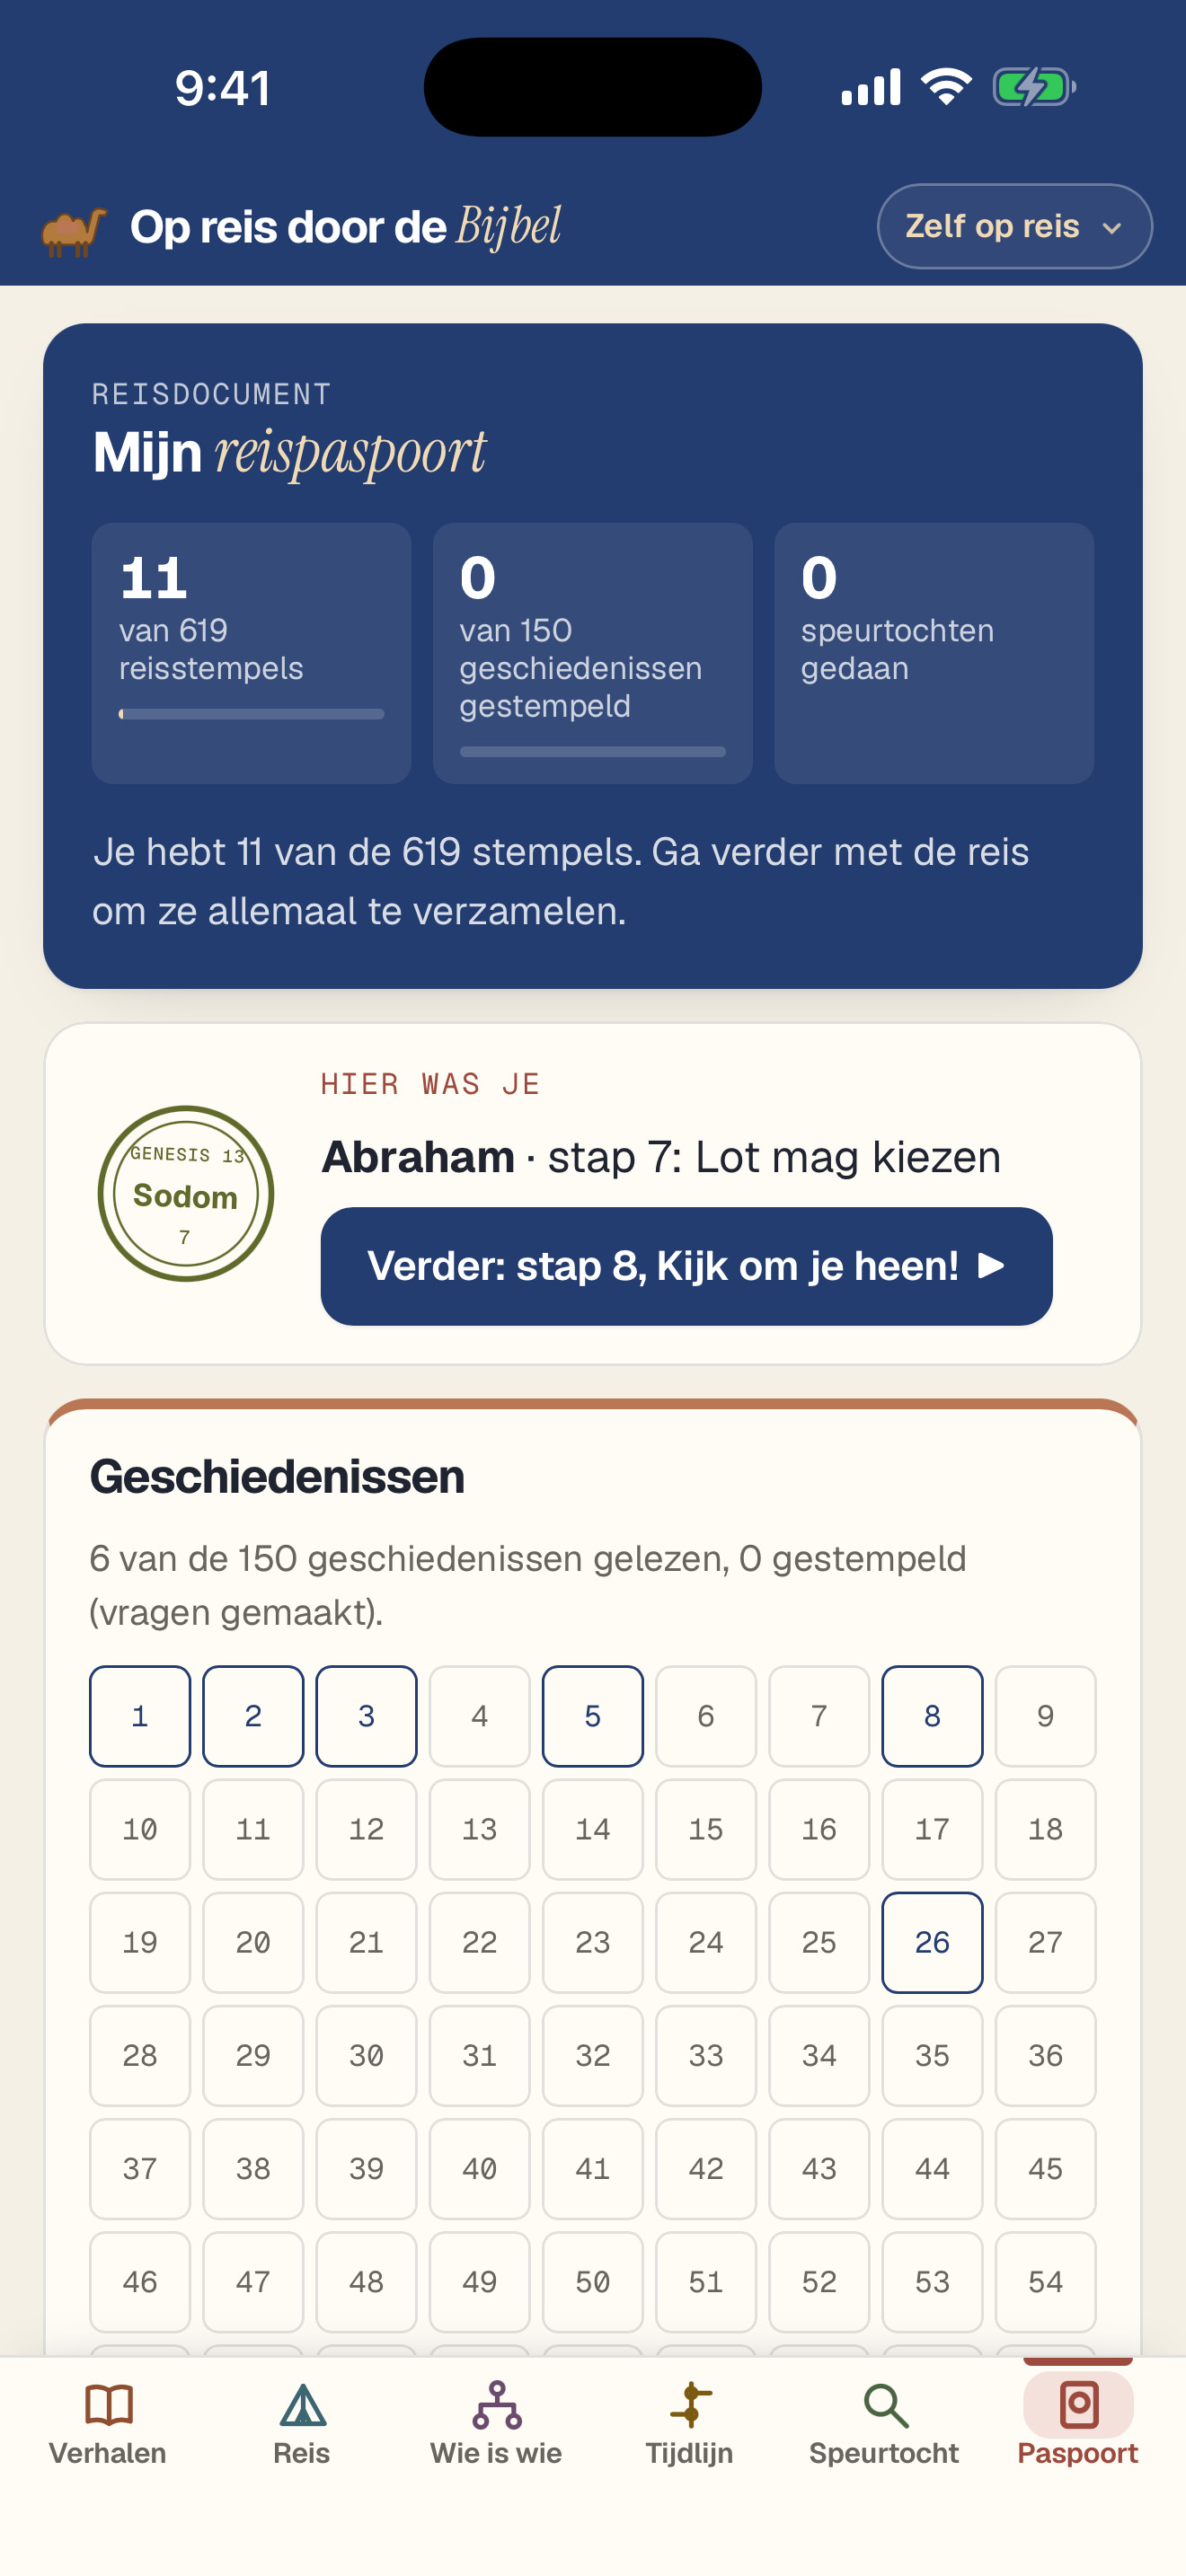 9:41
Op reis door de Bijbel
Zelf op reis
REISDOCUMENT
Mijn reispaspoort
11
van 619
reisstempels
0
van 150
geschiedenissen
gestempeld
0
speurtochten
gedaan
Je hebt 11 van de 619 stempels. Ga verder met de reis
om ze allemaal te verzamelen.
GENESIS 13
Sodom
7
HIER WAS JE
Abraham · stap 7: Lot mag kiezen
Verder: stap 8, Kijk om je heen!
Geschiedenissen
6 van de 150 geschiedenissen gelezen, 0 gestempeld
(vragen gemaakt).
1 2 3 4 5 6 7 8 9
10 11 12 13 14 15 16 17 18
19 20 21 22 23 24 25 26 27
28 29 30 31 32 33 34 35 36
37 38 39 40 41 42 43 44 45
46 47 48 49 50 51 52 53 54
Verhalen Reis Wie is wie Tijdlijn Speurtocht Paspoort